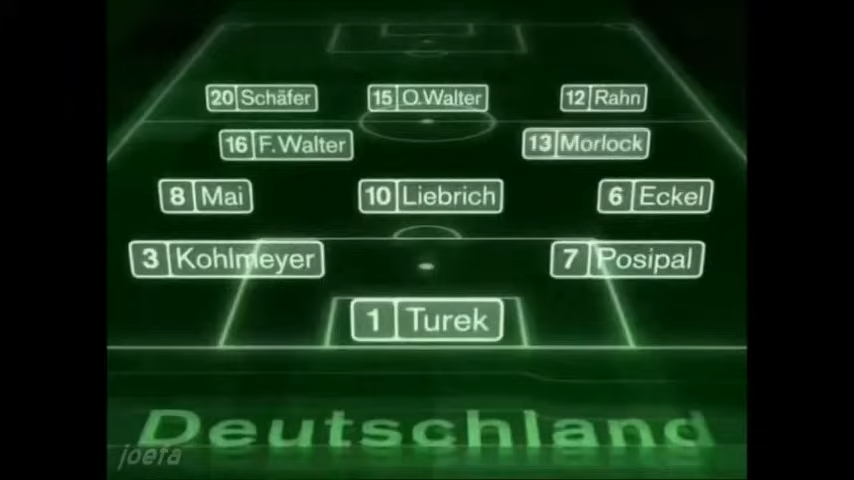 20 Schäfer 15 O.Walter 12 Rahn
16 F.Walter 13 Morlock
8 Mai 10 Liebrich 6 Eckel
3 Kohlmeyer 7 Posipal
1 Turek
Deutschland
joefa